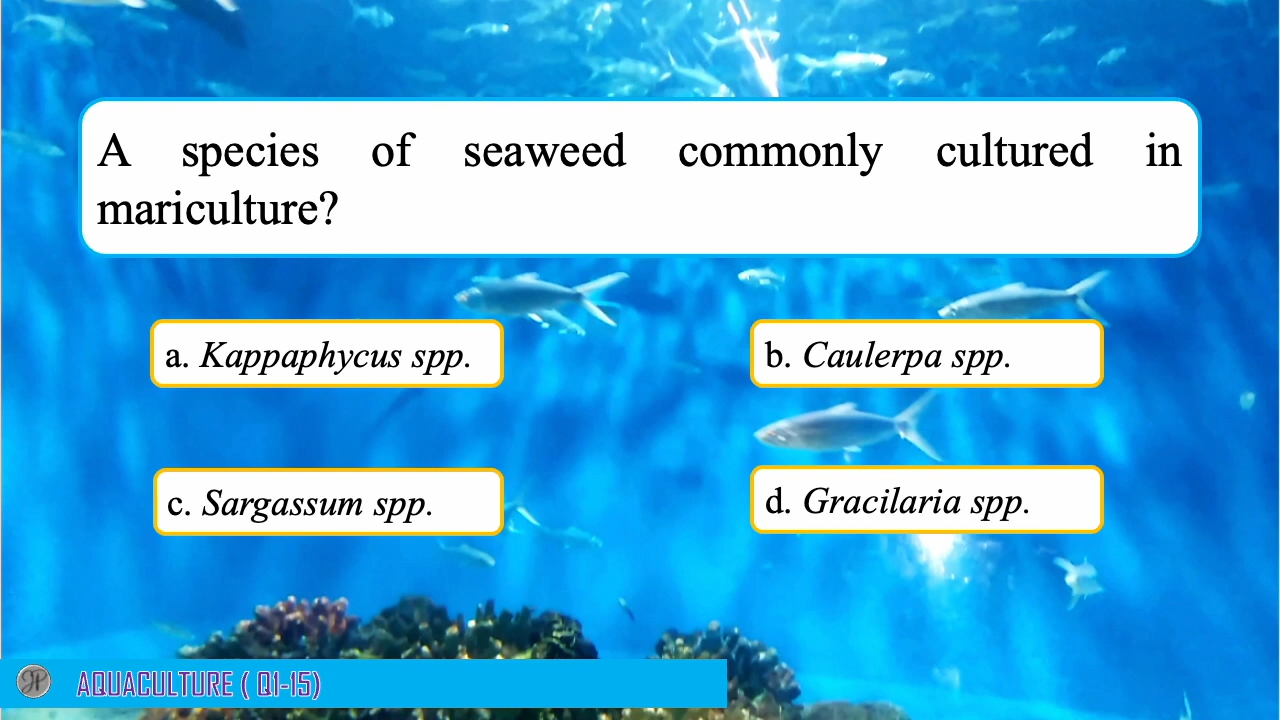 A species of seaweed commonly cultured in
mariculture?
a. Kappaphycus spp.
b. Caulerpa spp.
c. Sargassum spp.
d. Gracilaria spp.
AQUACULTURE ( Q1-15)